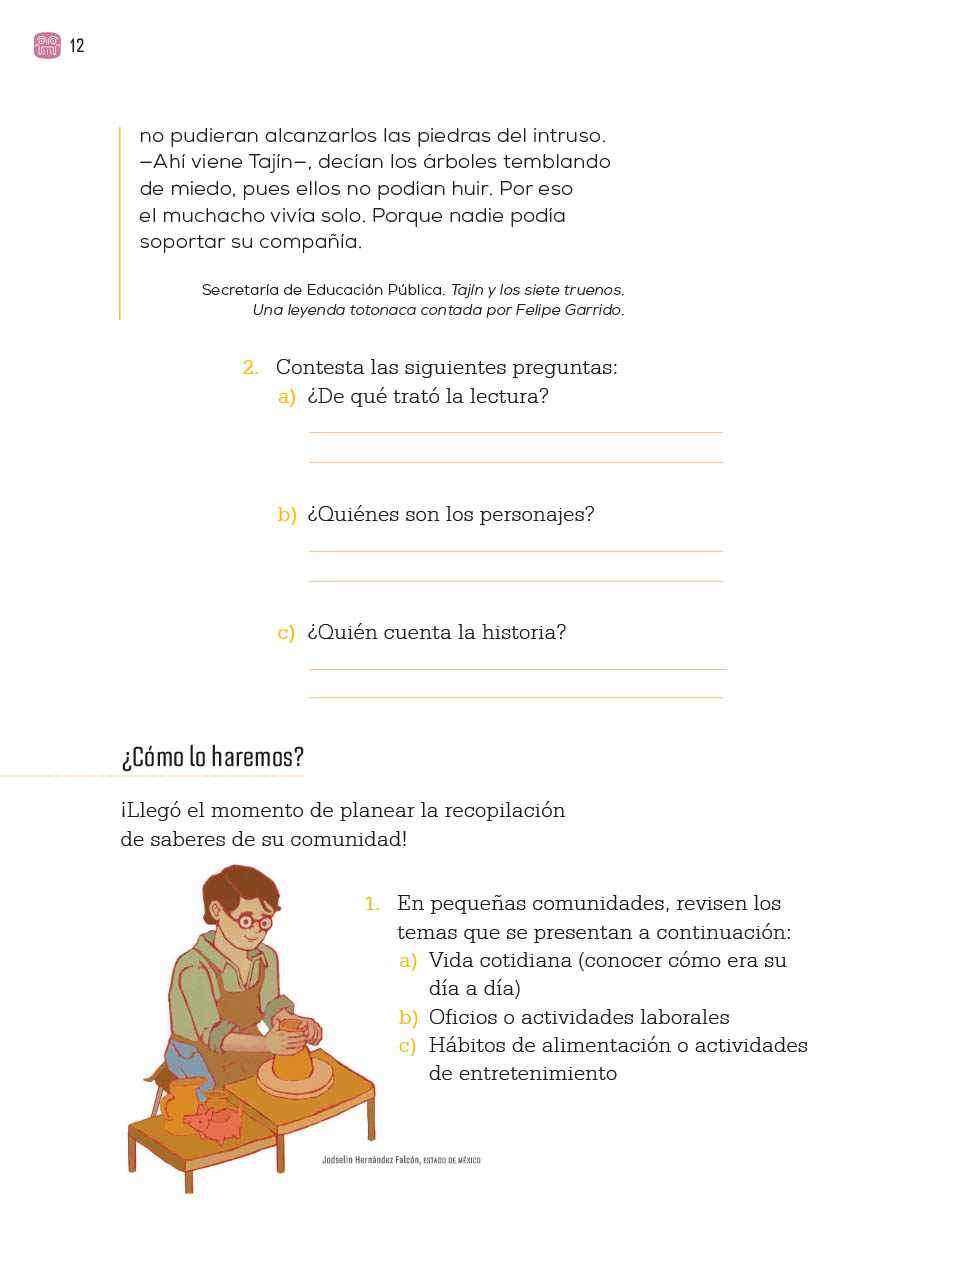 12
no pudieran alcanzarlos las piedras del intruso.
—Ahí viene Tajín—, decían los árboles temblando
de miedo, pues ellos no podían huir. Por eso
el muchacho vivía solo. Porque nadie podía
soportar su compañía.
Secretaría de Educación Pública. Tajín y los siete truenos.
Una leyenda totonaca contada por Felipe Garrido.
2. Contesta las siguientes preguntas:
a) ¿De qué trató la lectura?
b) ¿Quiénes son los personajes?
c) ¿Quién cuenta la historia?
¿Cómo lo haremos?
¡Llegó el momento de planear la recopilación
de saberes de su comunidad!
1. En pequeñas comunidades, revisen los
temas que se presentan a continuación:
a) Vida cotidiana (conocer cómo era su
día a día)
b) Oficios o actividades laborales
c) Hábitos de alimentación o actividades
de entretenimiento
Jodselin Hernández Falcón, ESTADO DE MÉXICO